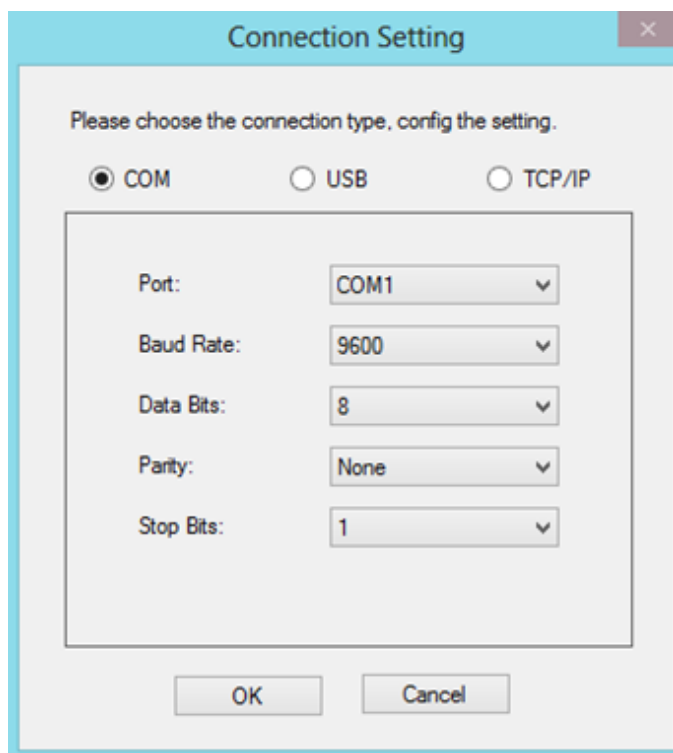 Connection Setting
Please choose the connection type, config the setting.
COM USB TCP/IP
Port: COM1
Baud Rate: 9600
Data Bits: 8
Parity: None
Stop Bits: 1
OK Cancel